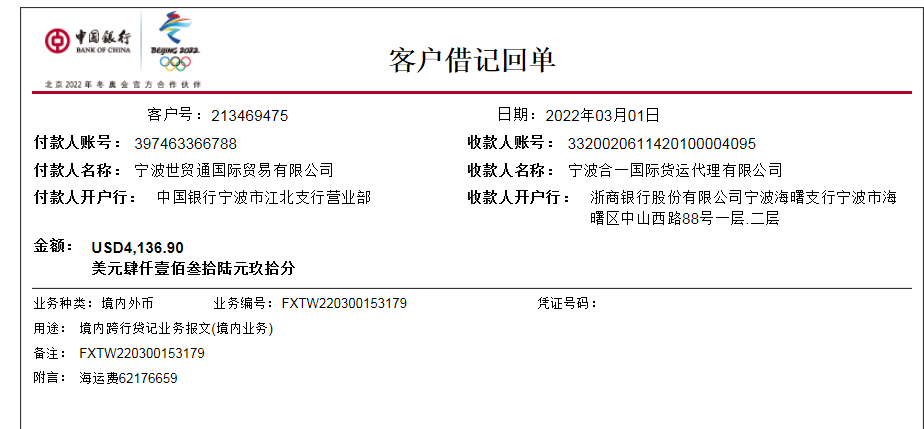 中国银行
BANK OF CHINA
BEIJING 2022
北京2022年冬奥会官方合作伙伴
客户借记回单
客户号：213469475 日期：2022年03月01日
付款人账号：397463366788 收款人账号：3320020611420100004095
付款人名称：宁波世贸通国际贸易有限公司 收款人名称：宁波合一国际货运代理有限公司
付款人开户行：中国银行宁波市江北支行营业部 收款人开户行：浙商银行股份有限公司宁波海曙支行宁波市海
曙区中山西路88号一层.二层
金额：USD4,136.90
美元肆仟壹佰叁拾陆元玖拾分
业务种类：境内外币 业务编号：FXTW220300153179 凭证号码：
用途：境内跨行贷记业务报文(境内业务)
备注：FXTW220300153179
附言：海运费62176659